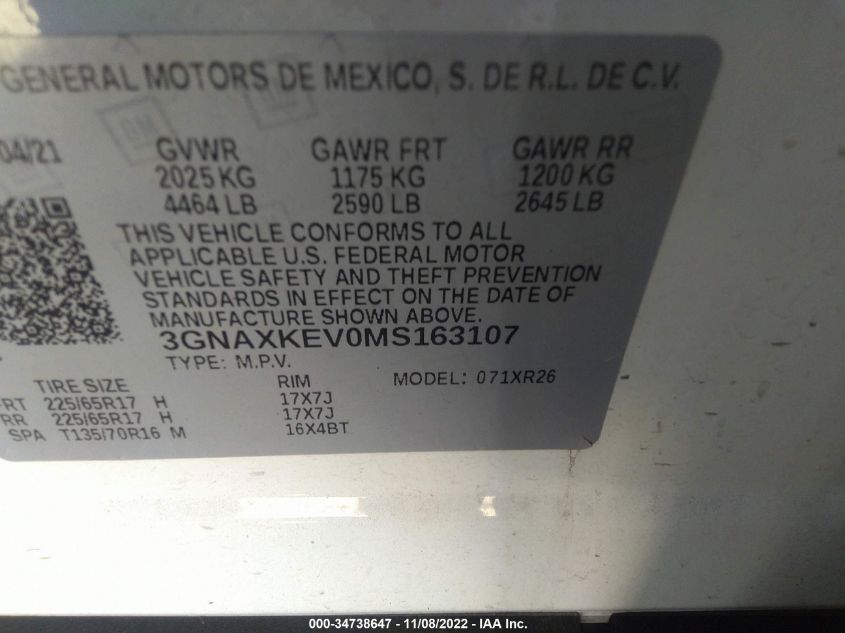 GENERAL MOTORS DE MEXICO, S. DE R.L. DE C.V.
04/21 GVWR GAWR FRT GAWR RR
2025 KG 1175 KG 1200 KG
4464 LB 2590 LB 2645 LB
THIS VEHICLE CONFORMS TO ALL
APPLICABLE U.S. FEDERAL MOTOR
VEHICLE SAFETY AND THEFT PREVENTION
STANDARDS IN EFFECT ON THE DATE OF
MANUFACTURE SHOWN ABOVE.
3GNAXKEV0MS163107
TYPE: M.P.V.
TIRE SIZE RIM MODEL: 071XR26
FRT 225/65R17 H 17X7J
RR 225/65R17 H 17X7J
SPA T135/70R16 M 16X4BT
GM
GM
000-34738647 - 11/08/2022 - IAA Inc.